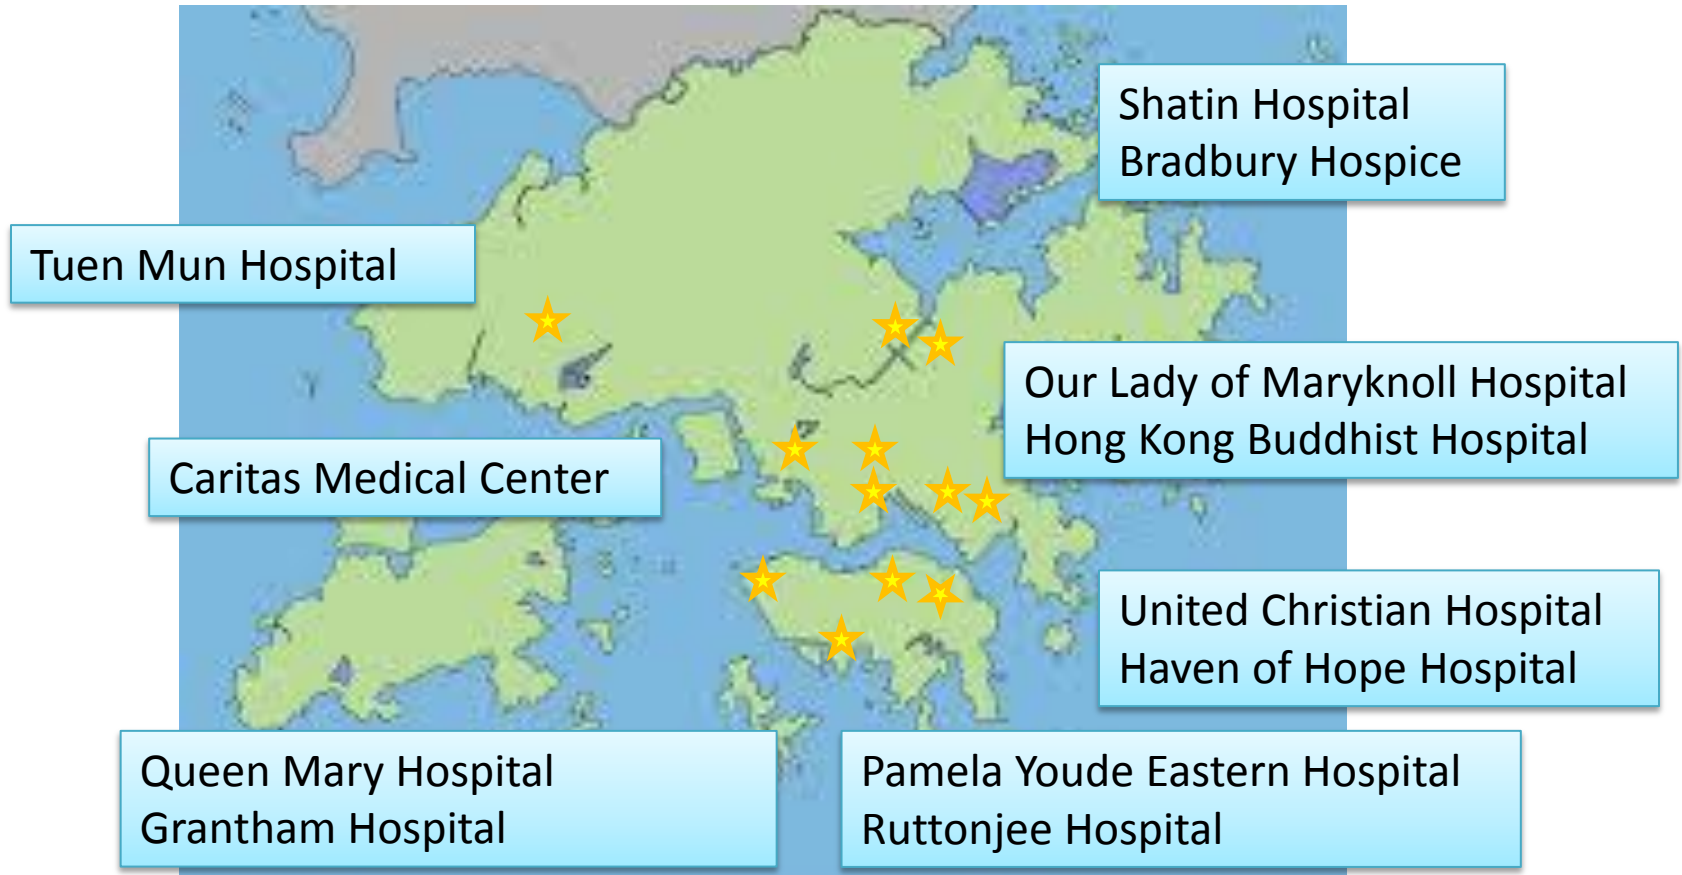 Shatin Hospital
Bradbury Hospice
Tuen Mun Hospital
Our Lady of Maryknoll Hospital
Hong Kong Buddhist Hospital
Caritas Medical Center
United Christian Hospital
Haven of Hope Hospital
Queen Mary Hospital
Grantham Hospital
Pamela Youde Eastern Hospital
Ruttonjee Hospital